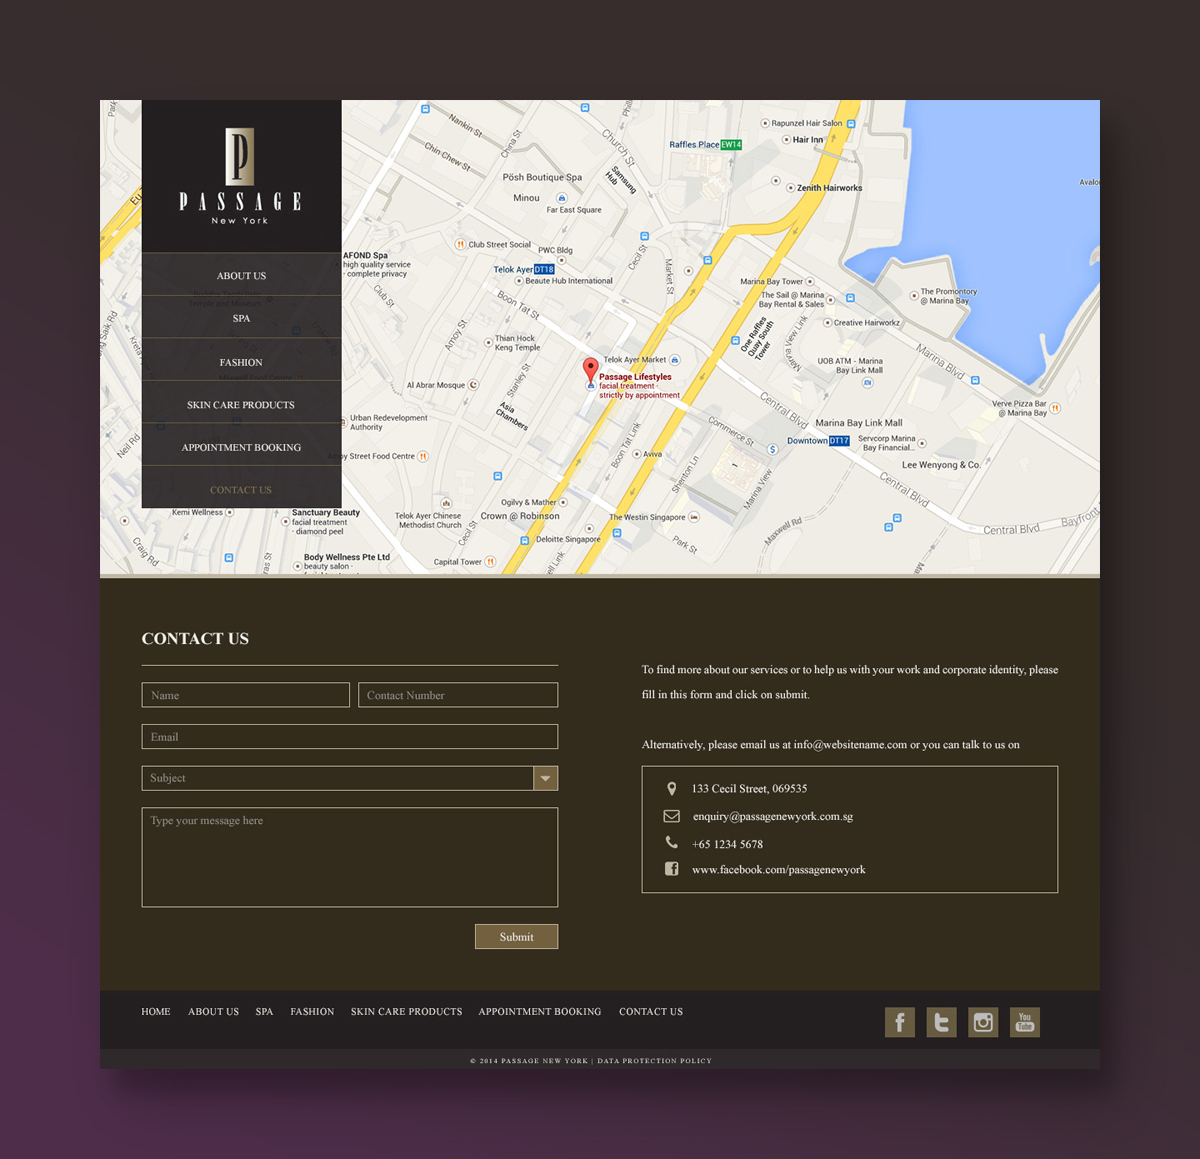 P
PASSAGE
New York
ABOUT US
SPA
FASHION
SKIN CARE PRODUCTS
APPOINTMENT BOOKING
CONTACT US
Nankin St
Chin Chew St
China St
Church St
Samsung
Hub
Raffles Place EW14
Rapunzel Hair Salon
Hair Inn
Zenith Hairworks
Pösh Boutique Spa
Minou
Far East Square
Club Street Social
PWC Bldg
Telok Ayer DT18
Beaute Hub International
Cecil St
Market St
AFOND Spa
high quality service
· complete privacy
Club St
Boon Tat St
Amoy St
Thian Hock
Keng Temple
Stanley St
Al Abrar Mosque
Asia
Chambers
Urban Redevelopment
Authority
Amoy Street Food Centre
Telok Ayer Market
Passage Lifestyles
facial treatment ·
strictly by appointment
Marina Bay Tower
The Sail @ Marina
Bay Rental & Sales
One Raffles
Quay South
Tower
Marina View Link
Creative Hairworkz
The Promontory
@ Marina Bay
UOB ATM - Marina
Bay Link Mall
Marina Blvd
Verve Pizza Bar
@ Marina Bay
Central Blvd
Marina Bay Link Mall
Downtown DT17
Servcorp Marina
Bay Financial...
Lee Wenyong & Co.
Commerce St
Boon Tat Link
Aviva
Shenton Ln
Marina View
Maxwell Rd
Central Blvd
Central Blvd
Bayfront
Neil Rd
Craig Rd
Kemi Wellness
Sanctuary Beauty
facial treatment
· diamond peel
Body Wellness Pte Ltd
beauty salon ·
Telok Ayer Chinese
Methodist Church
Cecil St
Ogilvy & Mather
Crown @ Robinson
Deloitte Singapore
The Westin Singapore
Park St
Capital Tower
CONTACT US
Name
Contact Number
Email
Subject
Type your message here
Submit
To find more about our services or to help us with your work and corporate identity, please
fill in this form and click on submit.
Alternatively, please email us at info@websitename.com or you can talk to us on
133 Cecil Street, 069535
enquiry@passagenewyork.com.sg
+65 1234 5678
www.facebook.com/passagenewyork
HOME ABOUT US SPA FASHION SKIN CARE PRODUCTS APPOINTMENT BOOKING CONTACT US
You
Tube
© 2014 PASSAGE NEW YORK | DATA PROTECTION POLICY